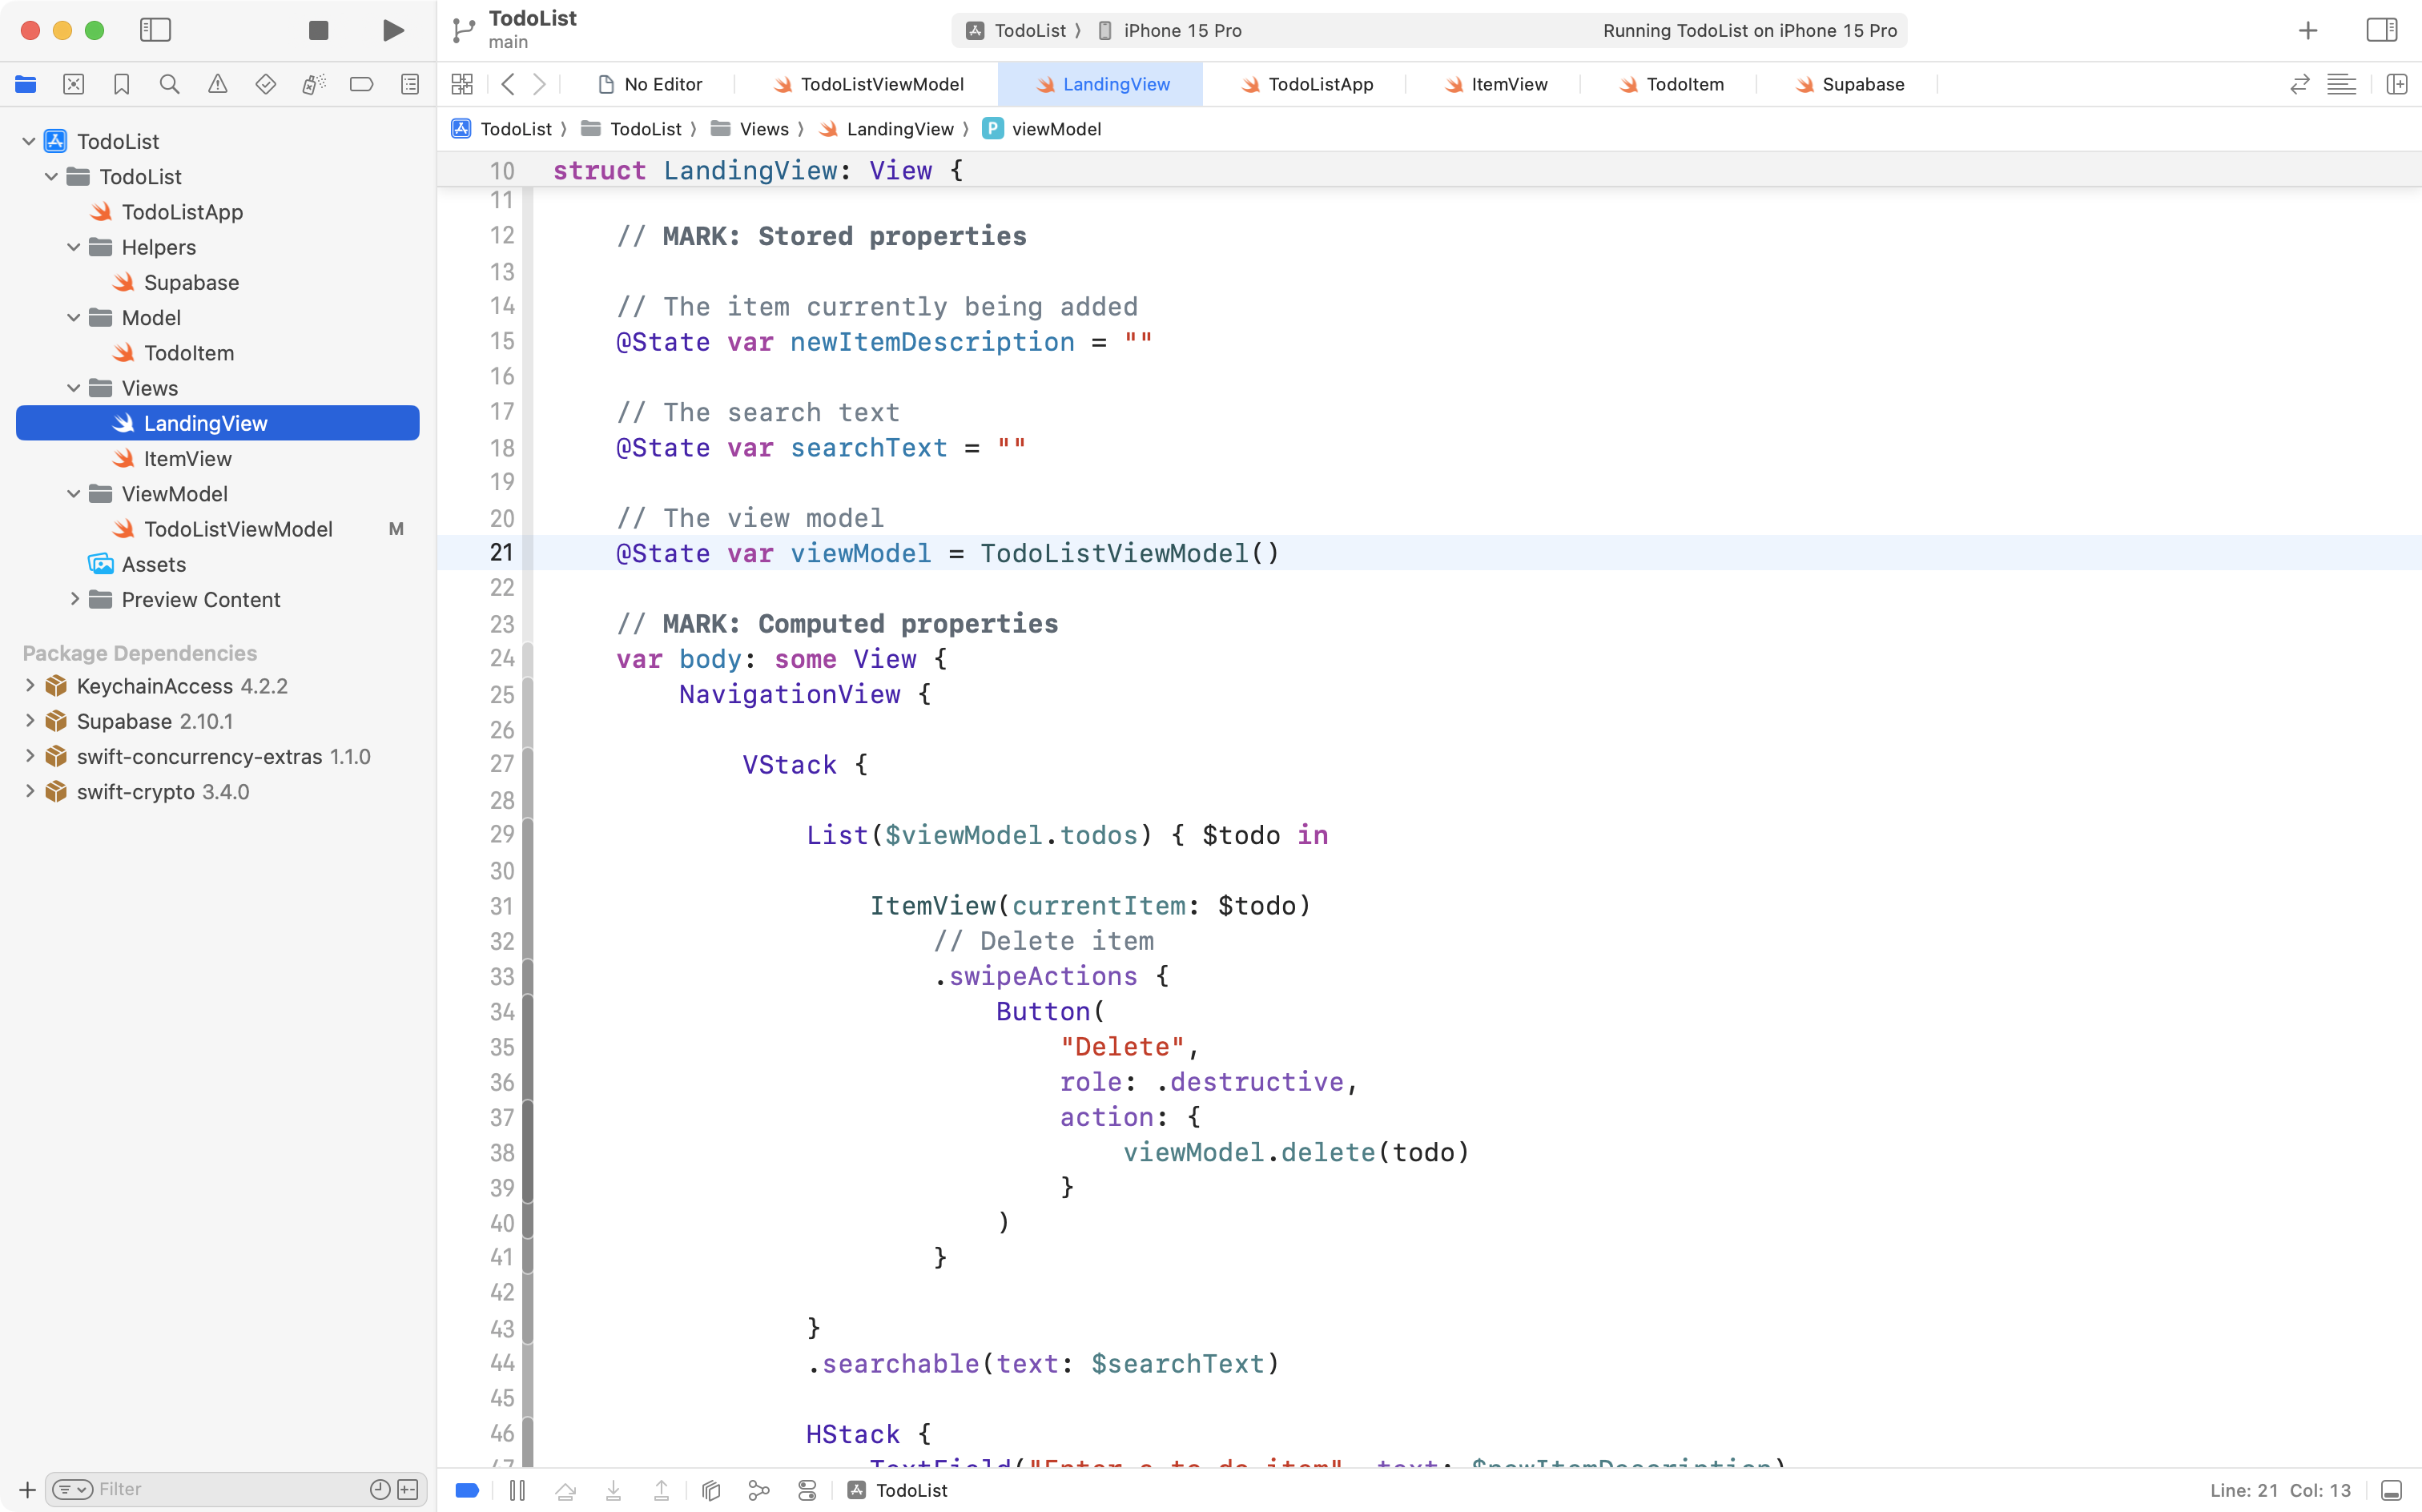 TodoList
main
TodoList 〉 iPhone 15 Pro
Running TodoList on iPhone 15 Pro
No Editor
TodoListViewModel
LandingView
TodoListApp
ItemView
TodoItem
Supabase
TodoList 〉 TodoList 〉 Views 〉 LandingView 〉 P viewModel
TodoList
TodoList
TodoListApp
Helpers
Supabase
Model
TodoItem
Views
LandingView
ItemView
ViewModel
TodoListViewModel M
Assets
Preview Content
Package Dependencies
KeychainAccess 4.2.2
Supabase 2.10.1
swift-concurrency-extras 1.1.0
swift-crypto 3.4.0
Filter
10 struct LandingView: View {
11
12 // MARK: Stored properties
13
14 // The item currently being added
15 @State var newItemDescription = ""
16
17 // The search text
18 @State var searchText = ""
19
20 // The view model
21 @State var viewModel = TodoListViewModel()
22
23 // MARK: Computed properties
24 var body: some View {
25 NavigationView {
26
27 VStack {
28
29 List($viewModel.todos) { $todo in
30
31 ItemView(currentItem: $todo)
32 // Delete item
33 .swipeActions {
34 Button(
35 "Delete",
36 role: .destructive,
37 action: {
38 viewModel.delete(todo)
39 }
40 )
41 }
42
43 }
44 .searchable(text: $searchText)
45
46 HStack {
47 TextField("Enter a to-do item", text: $newItemDescription)
TodoList
Line: 21 Col: 13